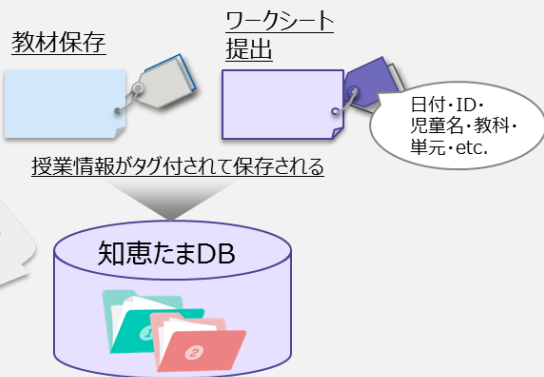 教材保存
ワークシート
提出
日付・ID・
児童名・教科・
単元・etc.
授業情報がタグ付されて保存される
知恵たまDB
1
2